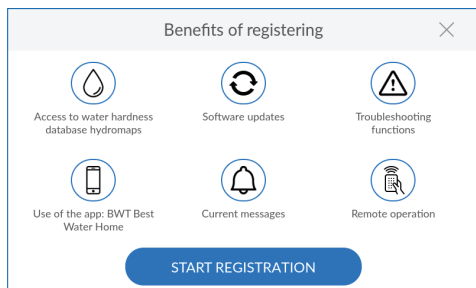 Benefits of registering
Access to water hardness
database hydromaps
Software updates
Troubleshooting
functions
Use of the app: BWT Best
Water Home
Current messages
Remote operation
START REGISTRATION